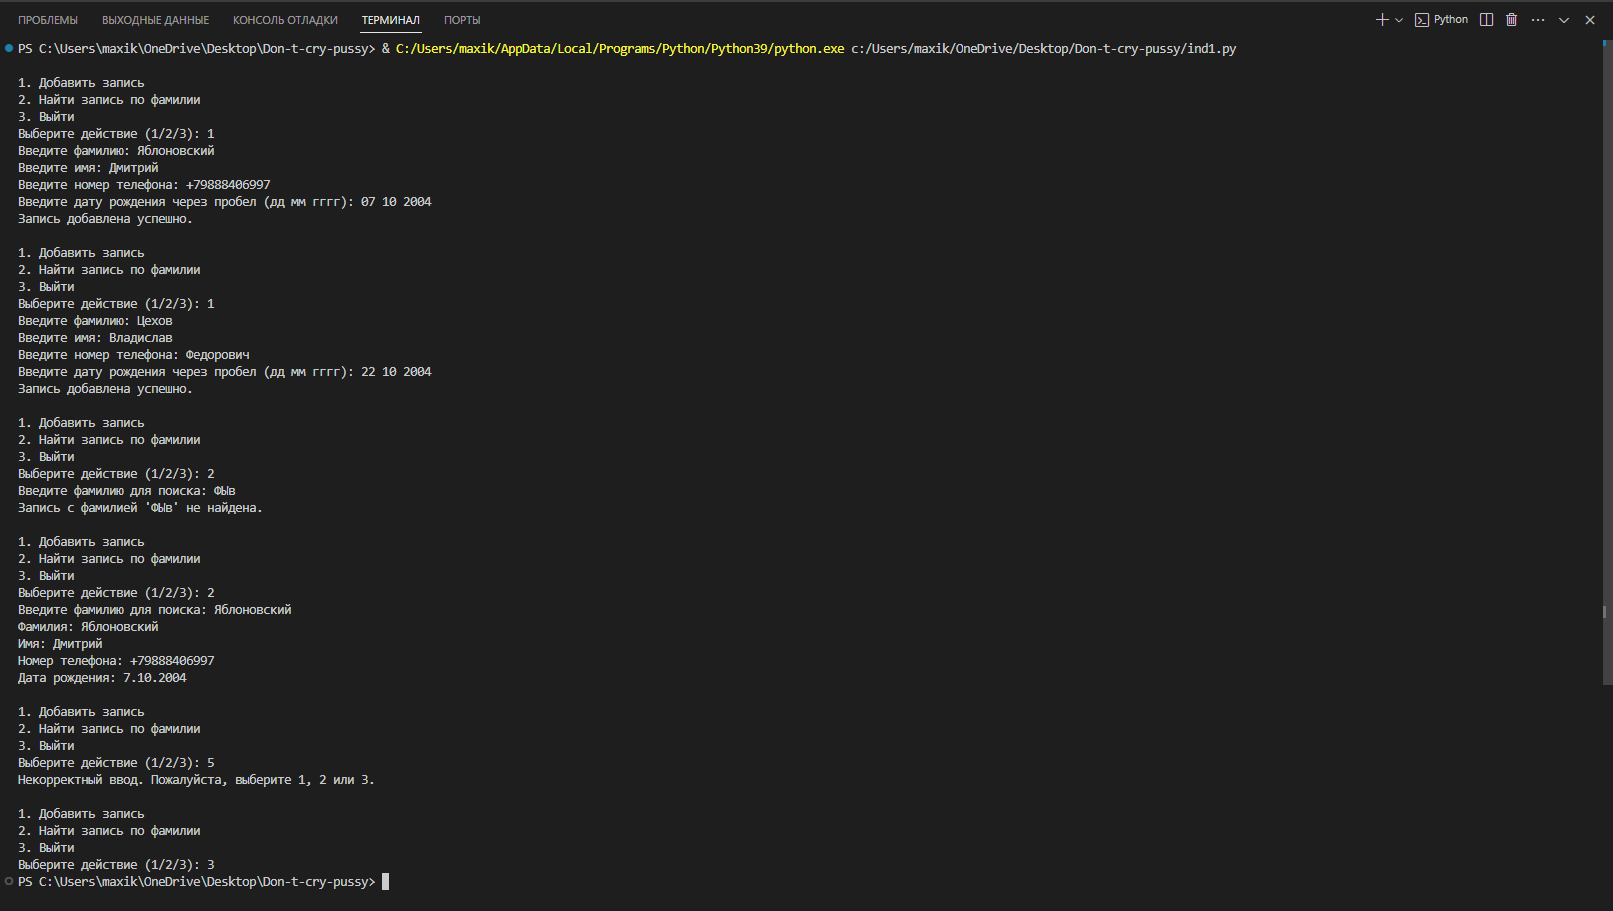 ПРОБЛЕМЫ ВЫХОДНЫЕ ДАННЫЕ КОНСОЛЬ ОТЛАДКИ ТЕРМИНАЛ ПОРТЫ Python
PS C:\Users\maxik\OneDrive\Desktop\Don-t-cry-pussy> & C:/Users/maxik/AppData/Local/Programs/Python/Python39/python.exe c:/Users/maxik/OneDrive/Desktop/Don-t-cry-pussy/ind1.py
1. Добавить запись
2. Найти запись по фамилии
3. Выйти
Выберите действие (1/2/3): 1
Введите фамилию: Яблоновский
Введите имя: Дмитрий
Введите номер телефона: +79888406997
Введите дату рождения через пробел (дд мм гггг): 07 10 2004
Запись добавлена успешно.
1. Добавить запись
2. Найти запись по фамилии
3. Выйти
Выберите действие (1/2/3): 1
Введите фамилию: Цехов
Введите имя: Владислав
Введите номер телефона: Федорович
Введите дату рождения через пробел (дд мм гггг): 22 10 2004
Запись добавлена успешно.
1. Добавить запись
2. Найти запись по фамилии
3. Выйти
Выберите действие (1/2/3): 2
Введите фамилию для поиска: ФЫв
Запись с фамилией 'ФЫв' не найдена.
1. Добавить запись
2. Найти запись по фамилии
3. Выйти
Выберите действие (1/2/3): 2
Введите фамилию для поиска: Яблоновский
Фамилия: Яблоновский
Имя: Дмитрий
Номер телефона: +79888406997
Дата рождения: 7.10.2004
1. Добавить запись
2. Найти запись по фамилии
3. Выйти
Выберите действие (1/2/3): 5
Некорректный ввод. Пожалуйста, выберите 1, 2 или 3.
1. Добавить запись
2. Найти запись по фамилии
3. Выйти
Выберите действие (1/2/3): 3
PS C:\Users\maxik\OneDrive\Desktop\Don-t-cry-pussy>